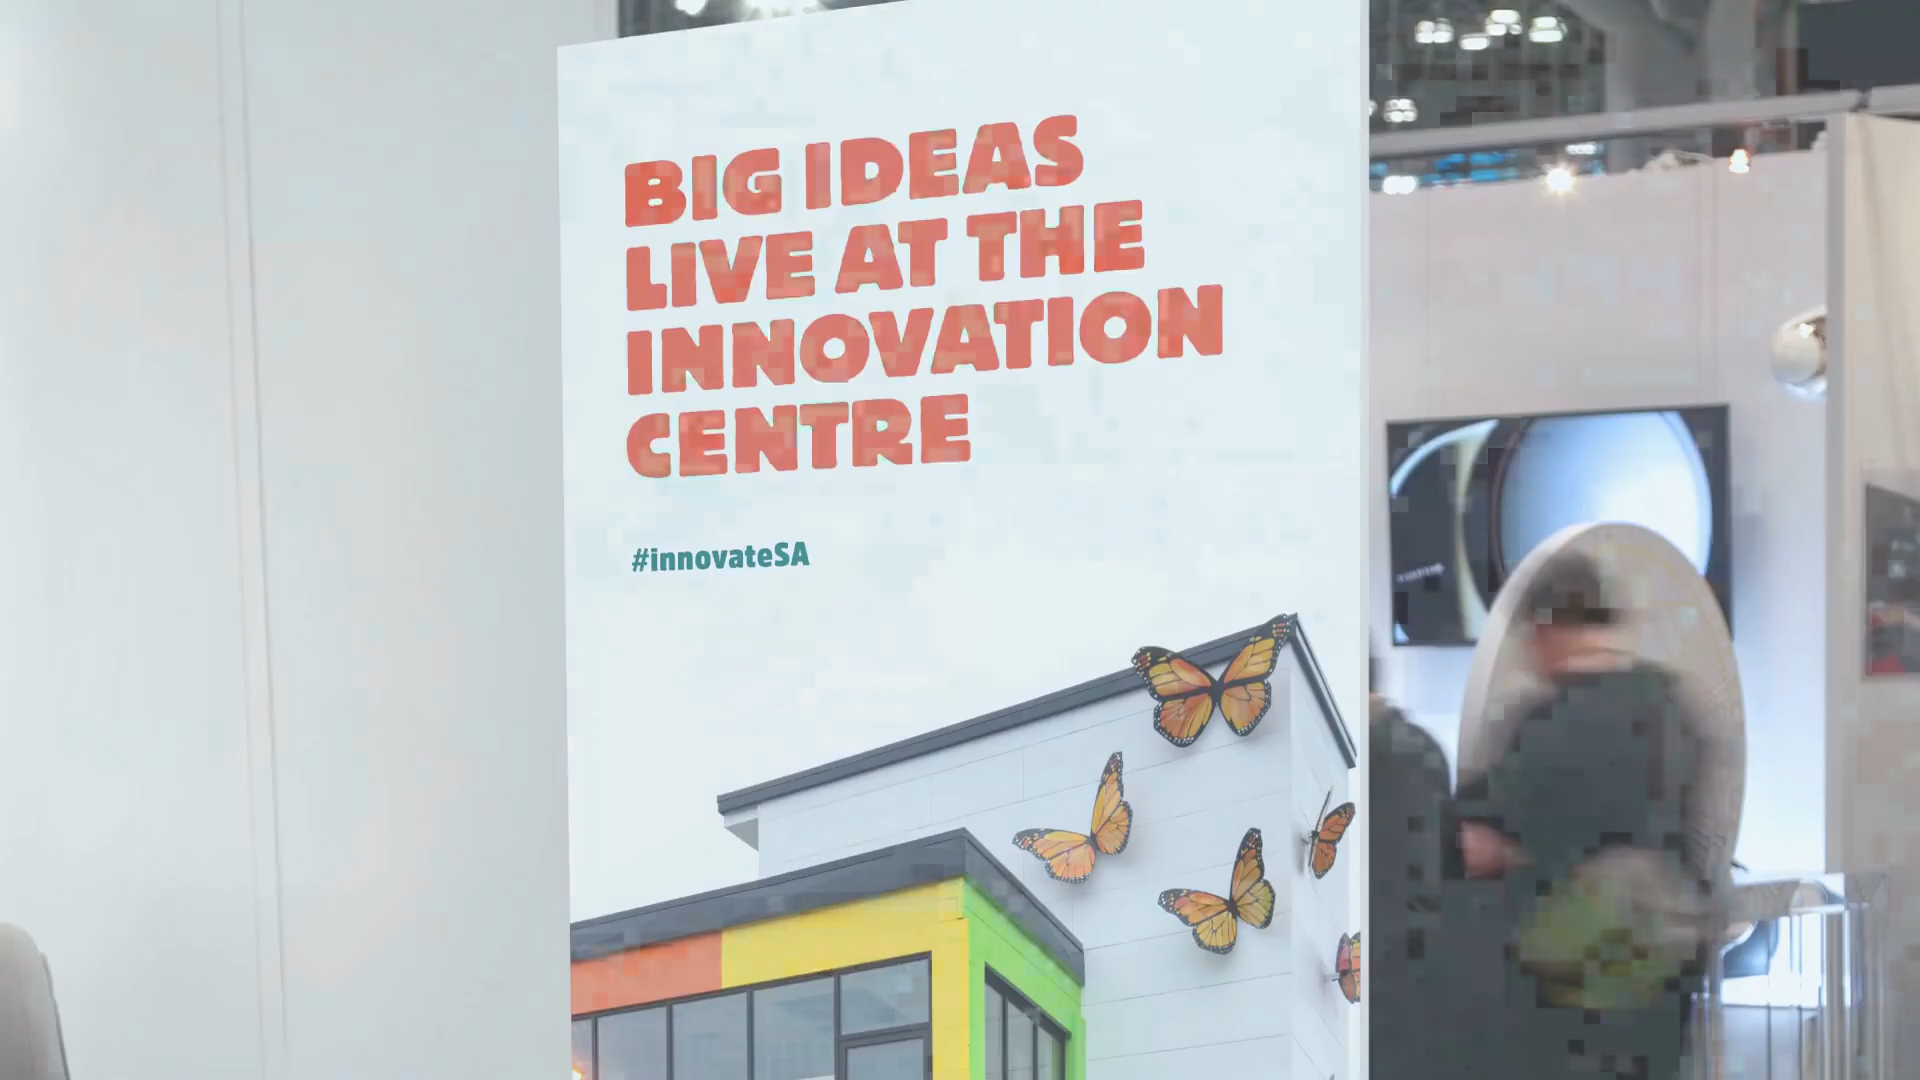 BIG IDEAS
LIVE AT THE
INNOVATION
CENTRE
#innovateSA